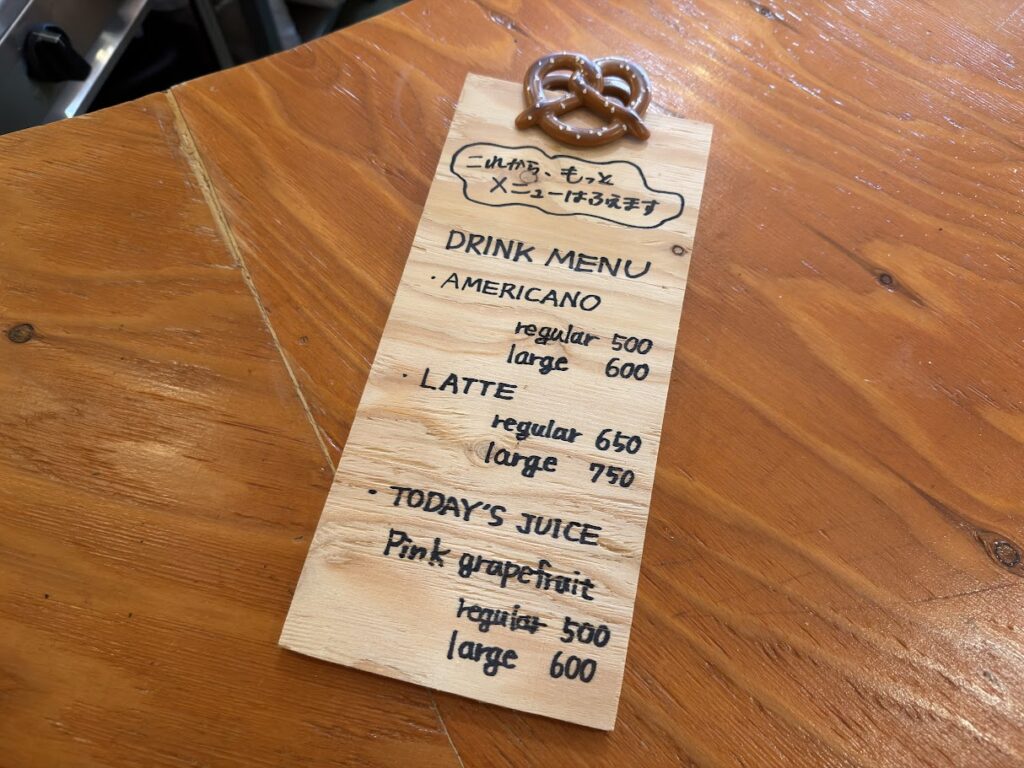 これから、もっと
メニューはふえます
DRINK MENU
・AMERICANO
regular 500
large 600
・LATTE
regular 650
large 750
・TODAY'S JUICE
Pink grapefruit
regular 500
large 600